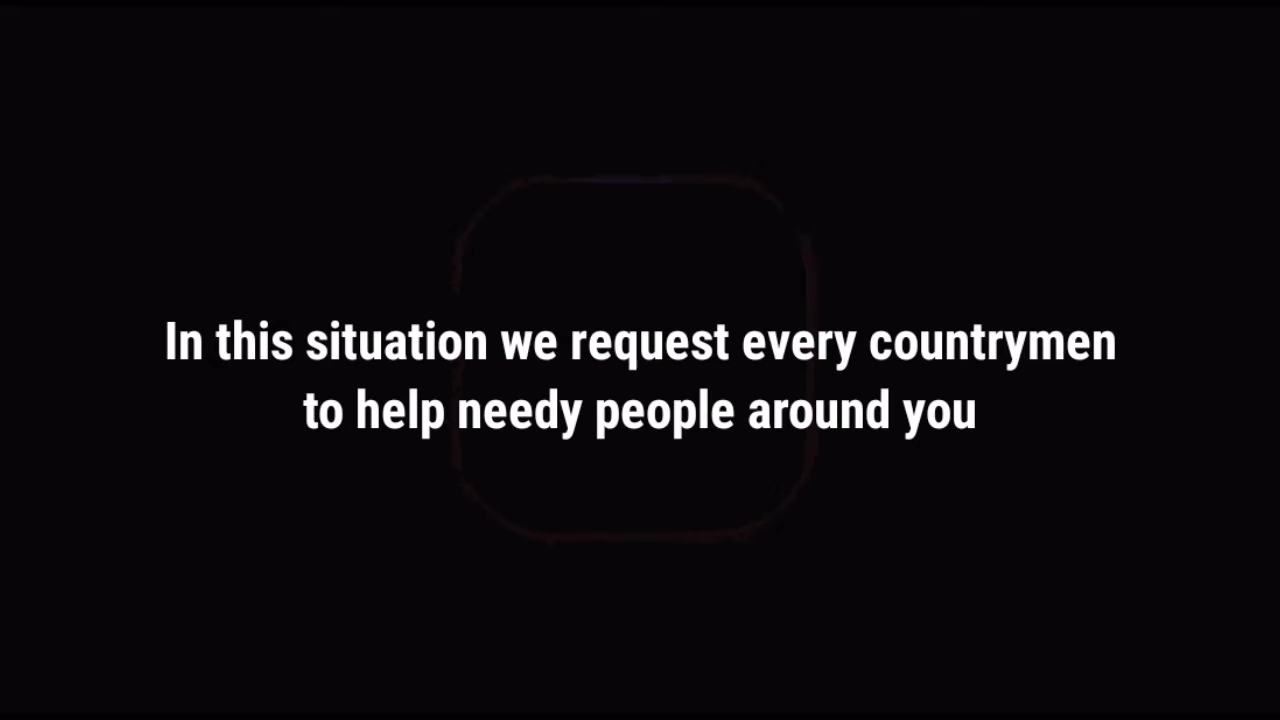 In this situation we request every countrymen
to help needy people around you